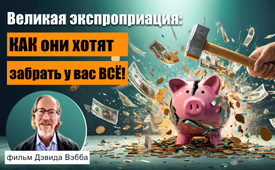 Великая экспроприация:
КАК они хотят
забрать у вас ВСЁ!
фильм Дэвида Вэбба